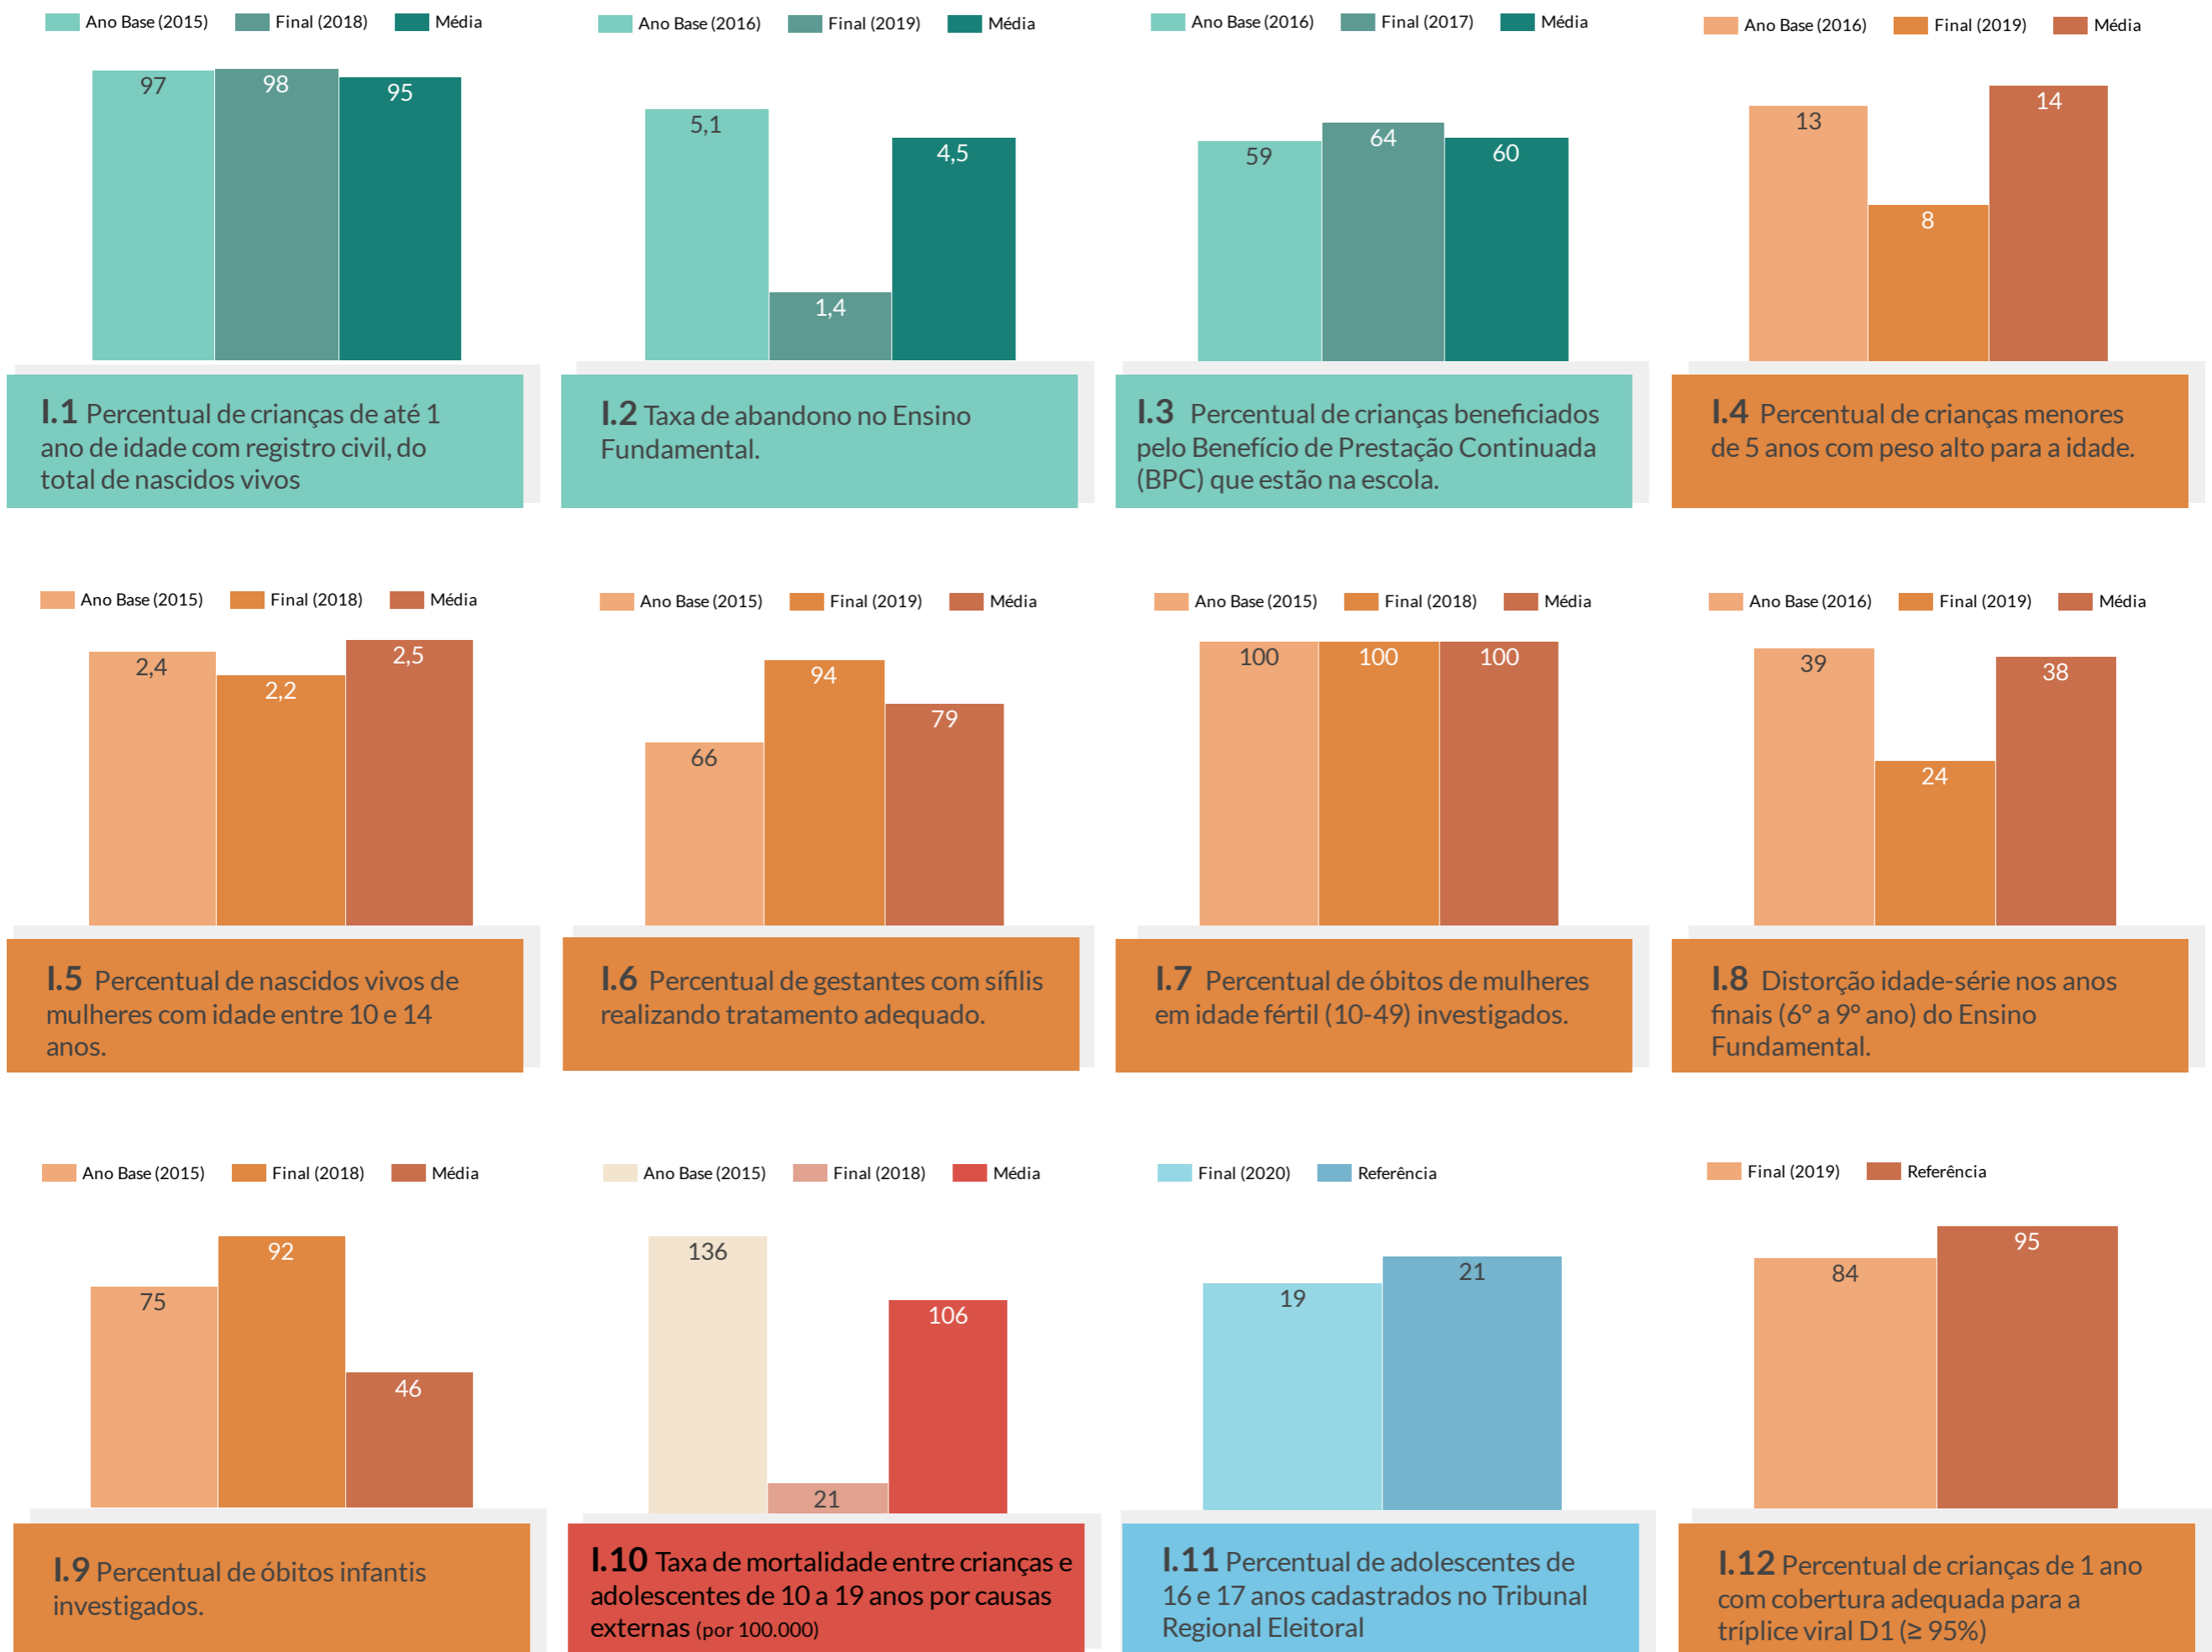 Ano Base (2015) Final (2018) Média
97 98 95
I.1 Percentual de crianças de até 1
ano de idade com registro civil, do
total de nascidos vivos
Ano Base (2016) Final (2019) Média
5,1 1,4 4,5
I.2 Taxa de abandono no Ensino
Fundamental.
Ano Base (2016) Final (2017) Média
59 64 60
I.3 Percentual de crianças beneficiados
pelo Benefício de Prestação Continuada
(BPC) que estão na escola.
Ano Base (2016) Final (2019) Média
13 8 14
I.4 Percentual de crianças menores
de 5 anos com peso alto para a idade.
Ano Base (2015) Final (2018) Média
2,4 2,2 2,5
I.5 Percentual de nascidos vivos de
mulheres com idade entre 10 e 14
anos.
Ano Base (2015) Final (2019) Média
66 94 79
I.6 Percentual de gestantes com sífilis
realizando tratamento adequado.
Ano Base (2015) Final (2018) Média
100 100 100
I.7 Percentual de óbitos de mulheres
em idade fértil (10-49) investigados.
Ano Base (2016) Final (2019) Média
39 24 38
I.8 Distorção idade-série nos anos
finais (6º a 9º ano) do Ensino
Fundamental.
Ano Base (2015) Final (2018) Média
75 92 46
I.9 Percentual de óbitos infantis
investigados.
Ano Base (2015) Final (2018) Média
136 21 106
I.10 Taxa de mortalidade entre crianças e
adolescentes de 10 a 19 anos por causas
externas (por 100.000)
Final (2020) Referência
19 21
I.11 Percentual de adolescentes de
16 e 17 anos cadastrados no Tribunal
Regional Eleitoral
Final (2019) Referência
84 95
I.12 Percentual de crianças de 1 ano
com cobertura adequada para a
tríplice viral D1 (≥ 95%)